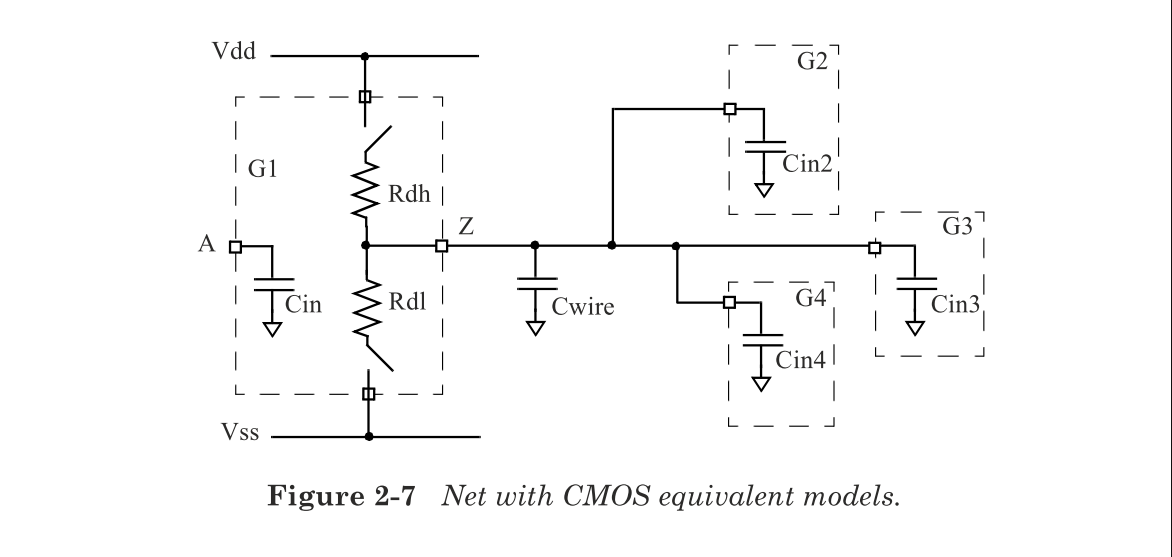 Vdd
G2
G1
Cin2
Rdh
Z
G3
A
Cin
Rdl
Cwire
G4
Cin3
Cin4
Vss
Figure 2-7 Net with CMOS equivalent models.